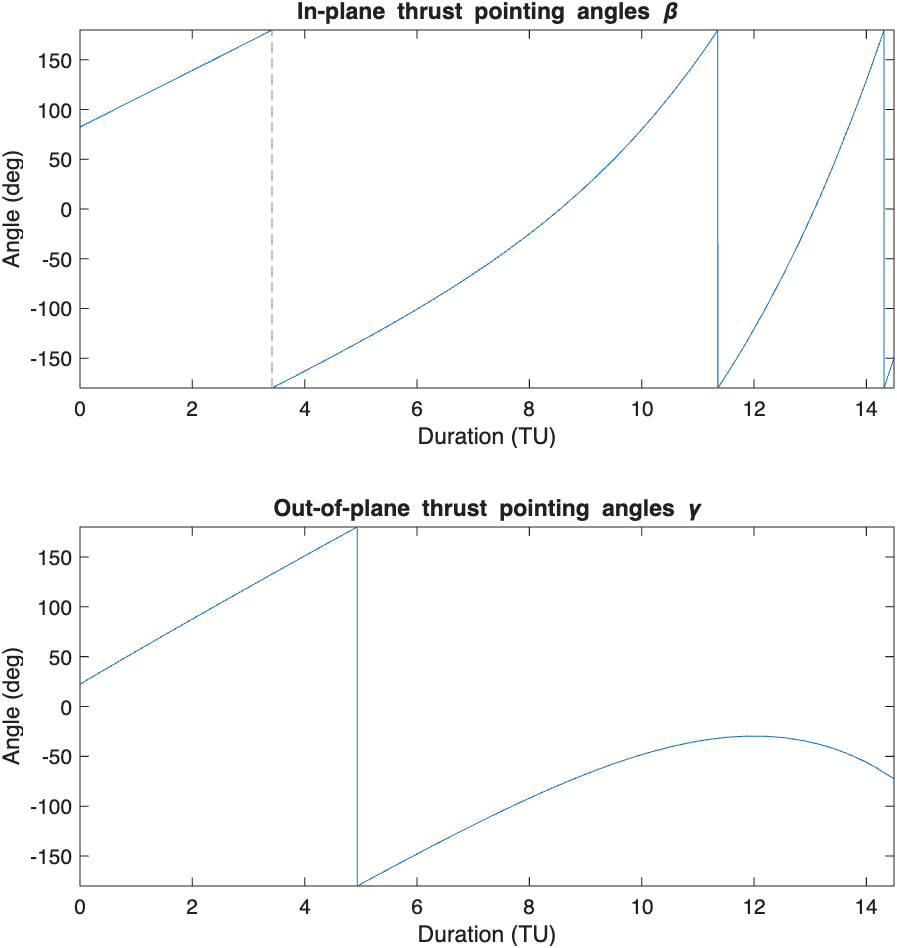 In-plane thrust pointing angles β
150
100
50
0
-50
-100
-150
Angle (deg)
0 2 4 6 8 10 12 14
Duration (TU)
Out-of-plane thrust pointing angles γ
150
100
50
0
-50
-100
-150
Angle (deg)
0 2 4 6 8 10 12 14
Duration (TU)